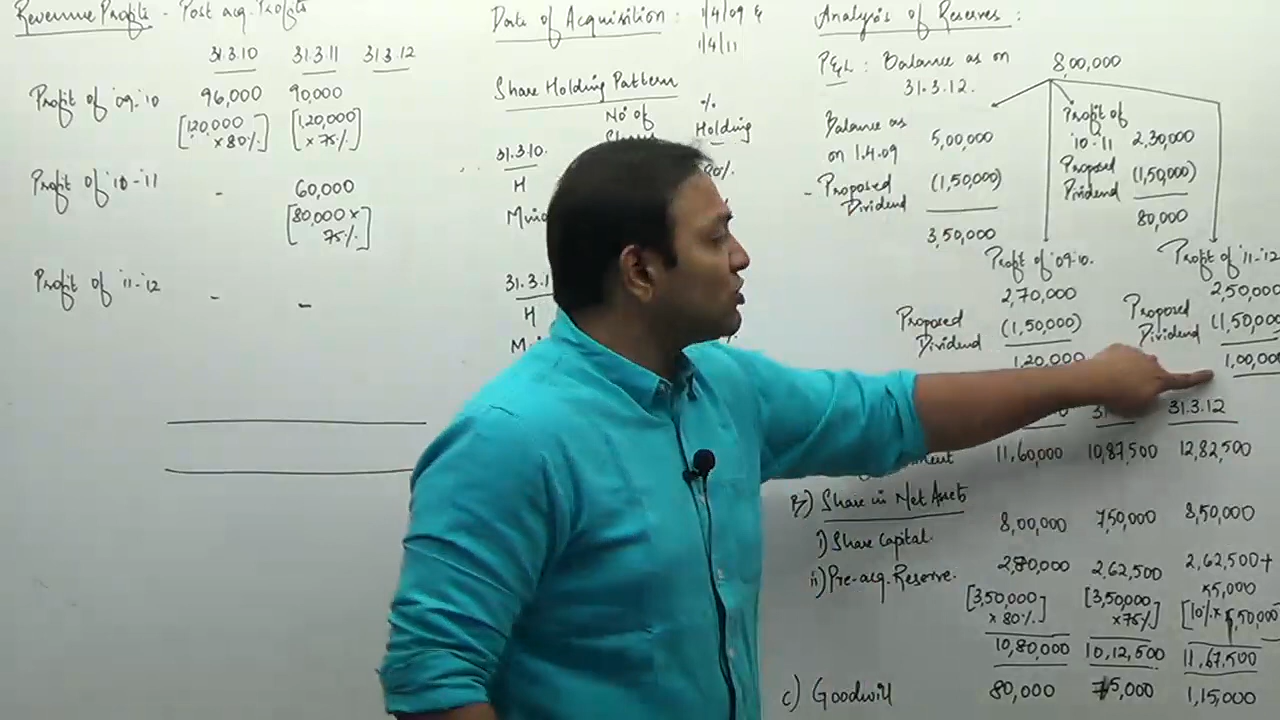 Revenue Profits - Post acq. Profits
31.3.10 31.3.11 31.3.12
Profit of '09-'10 96,000 90,000
[1,20,000 × 80%] [1,20,000 × 75%]
Profit of '10-'11 - 60,000
[80,000 × 75%]
Profit of '11-'12 - -
Date of Acquisition : 1/4/09 &
1/4/11
Share Holding Pattern
No of %
Holding
31.3.10.
H 80%
31.3.1
H
Analysis of Reserves :
P&L : Balance as on 8,00,000
31.3.12.
Balance as on 1.4.09 5,00,000
- Proposed Dividend (1,50,000)
3,50,000
Profit of '10-11 2,30,000
Proposed Dividend (1,50,000)
80,000
Profit of '09-10.
2,70,000
Proposed Dividend (1,50,000)
1,20,000
Profit of '11-'12
2,50,000
Proposed Dividend (1,50,000)
1,00,000
31.3.12
11,60,000 10,87,500 12,82,500
B) Share in Net Assets
i) Share Capital. 8,00,000 7,50,000 8,50,000
ii) Pre-acq. Reserve. 2,80,000 2,62,500 2,62,500+
55,000
[3,50,000 × 80%] [3,50,000 × 75%] [10% × 5,50,000
10,80,000 10,12,500 11,67,500
C) Goodwill 80,000 75,000 1,15,000